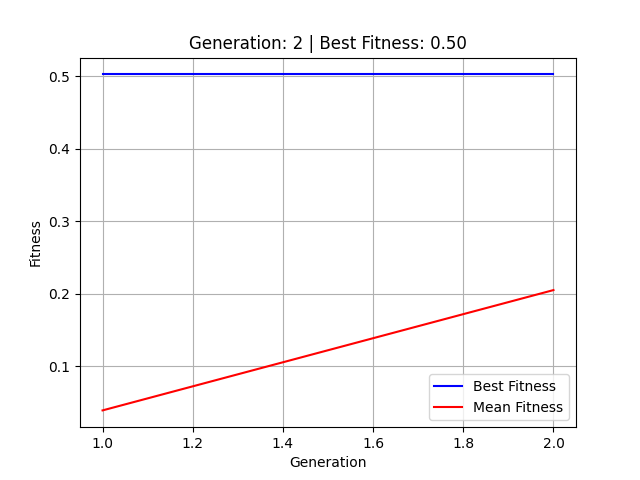 Generation: 2 | Best Fitness: 0.50
Fitness
0.5
0.4
0.3
0.2
0.1
Best Fitness
Mean Fitness
1.0 1.2 1.4 1.6 1.8 2.0
Generation